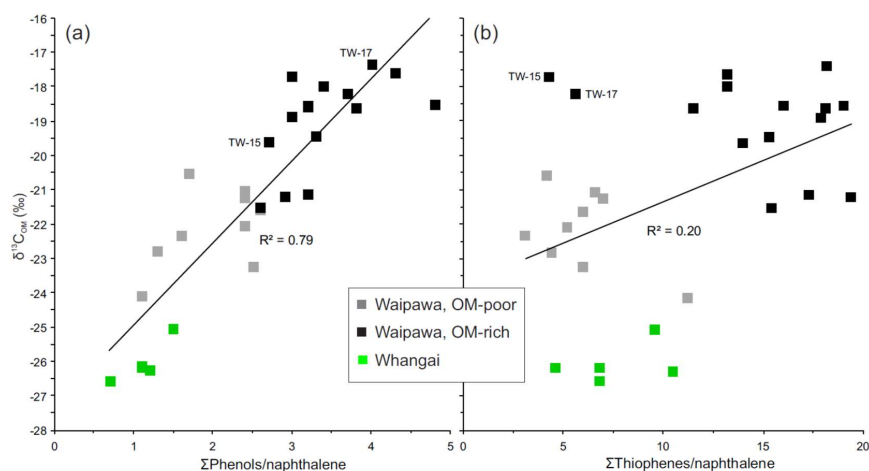 (a)
(b)
-16
-17
-18
-19
-20
-21
-22
-23
-24
-25
-26
-27
-28
δ¹³C_OM (‰)
TW-17
TW-15
R² = 0.79
TW-15
TW-17
R² = 0.20
Waipawa, OM-poor
Waipawa, OM-rich
Whangai
0 1 2 3 4 5
0 5 10 15 20
ΣPhenols/naphthalene
ΣThiophenes/naphthalene